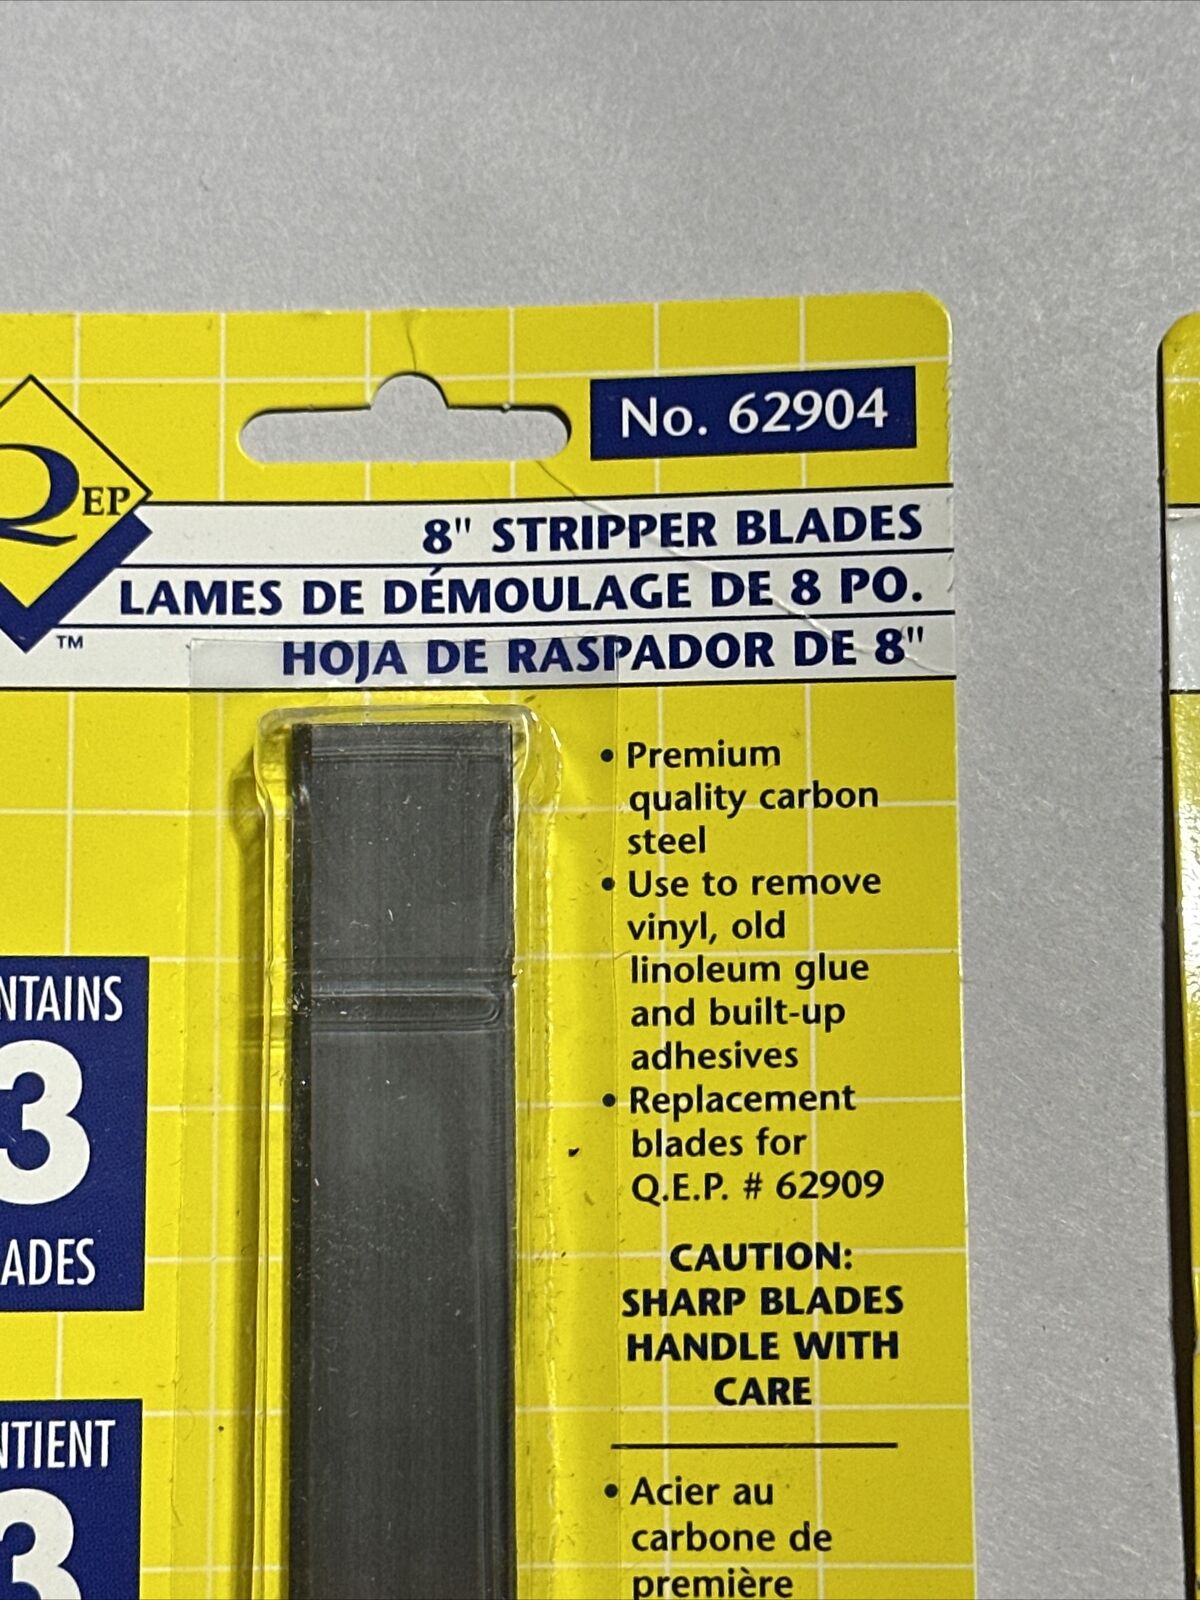 No. 62904
QEP
TM
8" STRIPPER BLADES
LAMES DE DÉMOULAGE DE 8 PO.
HOJA DE RASPADOR DE 8"
• Premium
quality carbon
steel
• Use to remove
vinyl, old
linoleum glue
and built-up
adhesives
• Replacement
blades for
Q.E.P. # 62909
CAUTION:
SHARP BLADES
HANDLE WITH
CARE
• Acier au
carbone de
première
NTAINS
3
ADES
NTIENT
3